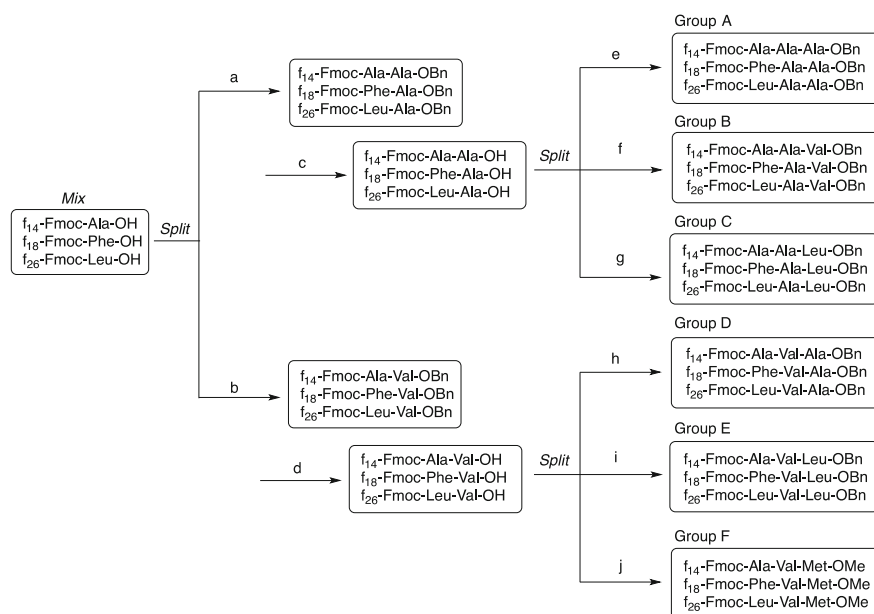 Mix
f14-Fmoc-Ala-OH
f18-Fmoc-Phe-OH
f26-Fmoc-Leu-OH
Split
a
f14-Fmoc-Ala-Ala-OBn
f18-Fmoc-Phe-Ala-OBn
f26-Fmoc-Leu-Ala-OBn
c
f14-Fmoc-Ala-Ala-OH
f18-Fmoc-Phe-Ala-OH
f26-Fmoc-Leu-Ala-OH
Split
e
Group A
f14-Fmoc-Ala-Ala-Ala-OBn
f18-Fmoc-Phe-Ala-Ala-OBn
f26-Fmoc-Leu-Ala-Ala-OBn
f
Group B
f14-Fmoc-Ala-Ala-Val-OBn
f18-Fmoc-Phe-Ala-Val-OBn
f26-Fmoc-Leu-Ala-Val-OBn
g
Group C
f14-Fmoc-Ala-Ala-Leu-OBn
f18-Fmoc-Phe-Ala-Leu-OBn
f26-Fmoc-Leu-Ala-Leu-OBn
b
f14-Fmoc-Ala-Val-OBn
f18-Fmoc-Phe-Val-OBn
f26-Fmoc-Leu-Val-OBn
d
f14-Fmoc-Ala-Val-OH
f18-Fmoc-Phe-Val-OH
f26-Fmoc-Leu-Val-OH
Split
h
Group D
f14-Fmoc-Ala-Val-Ala-OBn
f18-Fmoc-Phe-Val-Ala-OBn
f26-Fmoc-Leu-Val-Ala-OBn
i
Group E
f14-Fmoc-Ala-Val-Leu-OBn
f18-Fmoc-Phe-Val-Leu-OBn
f26-Fmoc-Leu-Val-Leu-OBn
j
Group F
f14-Fmoc-Ala-Val-Met-OMe
f18-Fmoc-Phe-Val-Met-OMe
f26-Fmoc-Leu-Val-Met-OMe